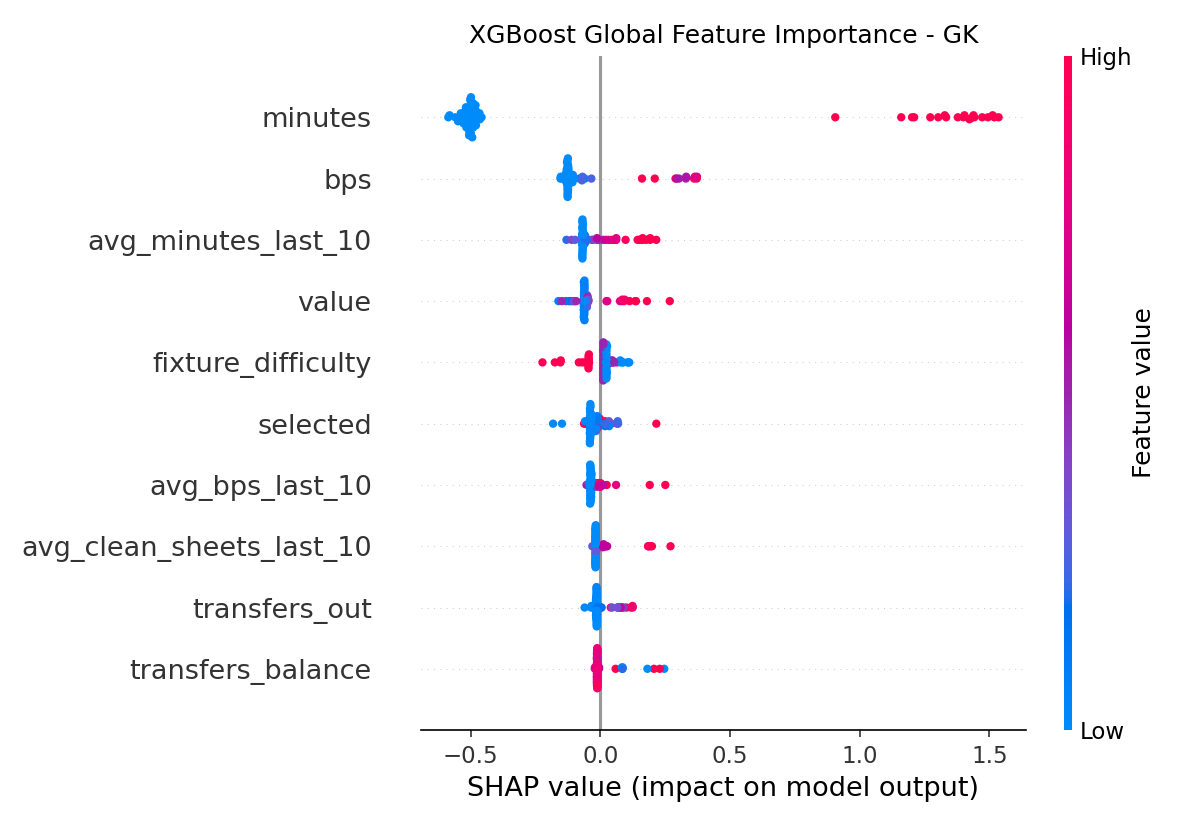 XGBoost Global Feature Importance - GK
High
minutes
bps
avg_minutes_last_10
value
fixture_difficulty
selected
avg_bps_last_10
avg_clean_sheets_last_10
transfers_out
transfers_balance
Feature value
Low
−0.5 0.0 0.5 1.0 1.5
SHAP value (impact on model output)